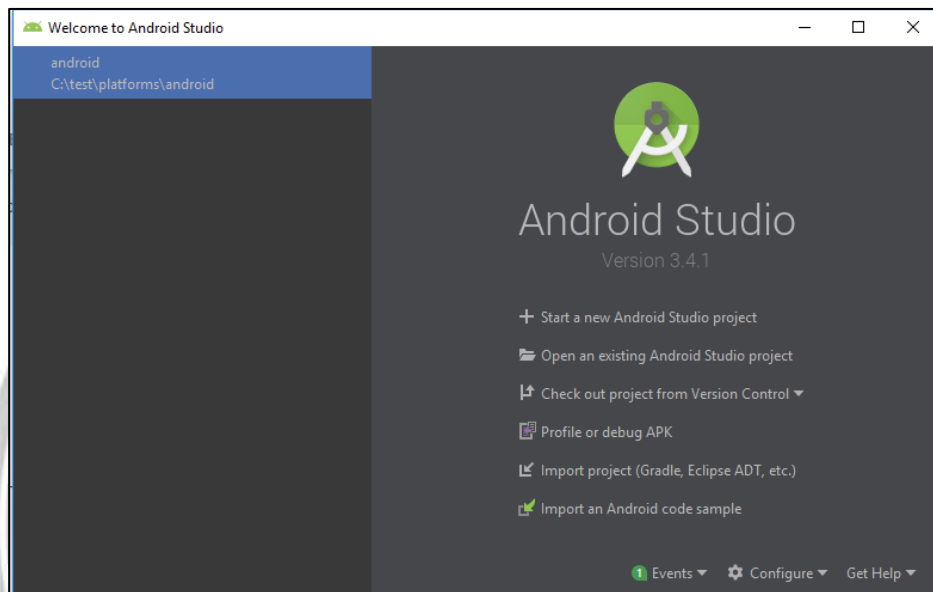 Welcome to Android Studio
android
C:\test\platforms\android
Android Studio
Version 3.4.1
Start a new Android Studio project
Open an existing Android Studio project
Check out project from Version Control
Profile or debug APK
Import project (Gradle, Eclipse ADT, etc.)
Import an Android code sample
1 Events Configure Get Help